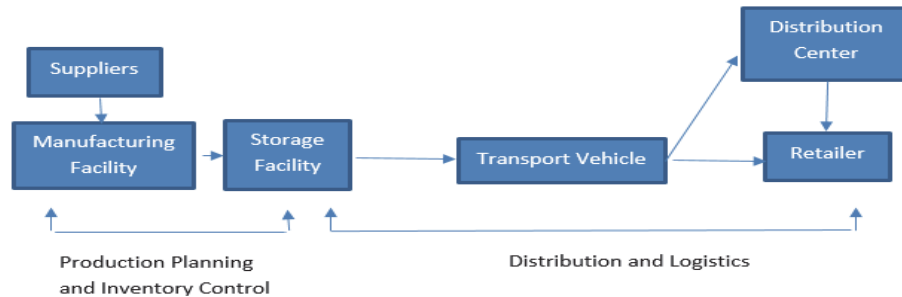 Suppliers
Manufacturing
Facility
Storage
Facility
Transport Vehicle
Distribution
Center
Retailer
Production Planning
and Inventory Control
Distribution and Logistics